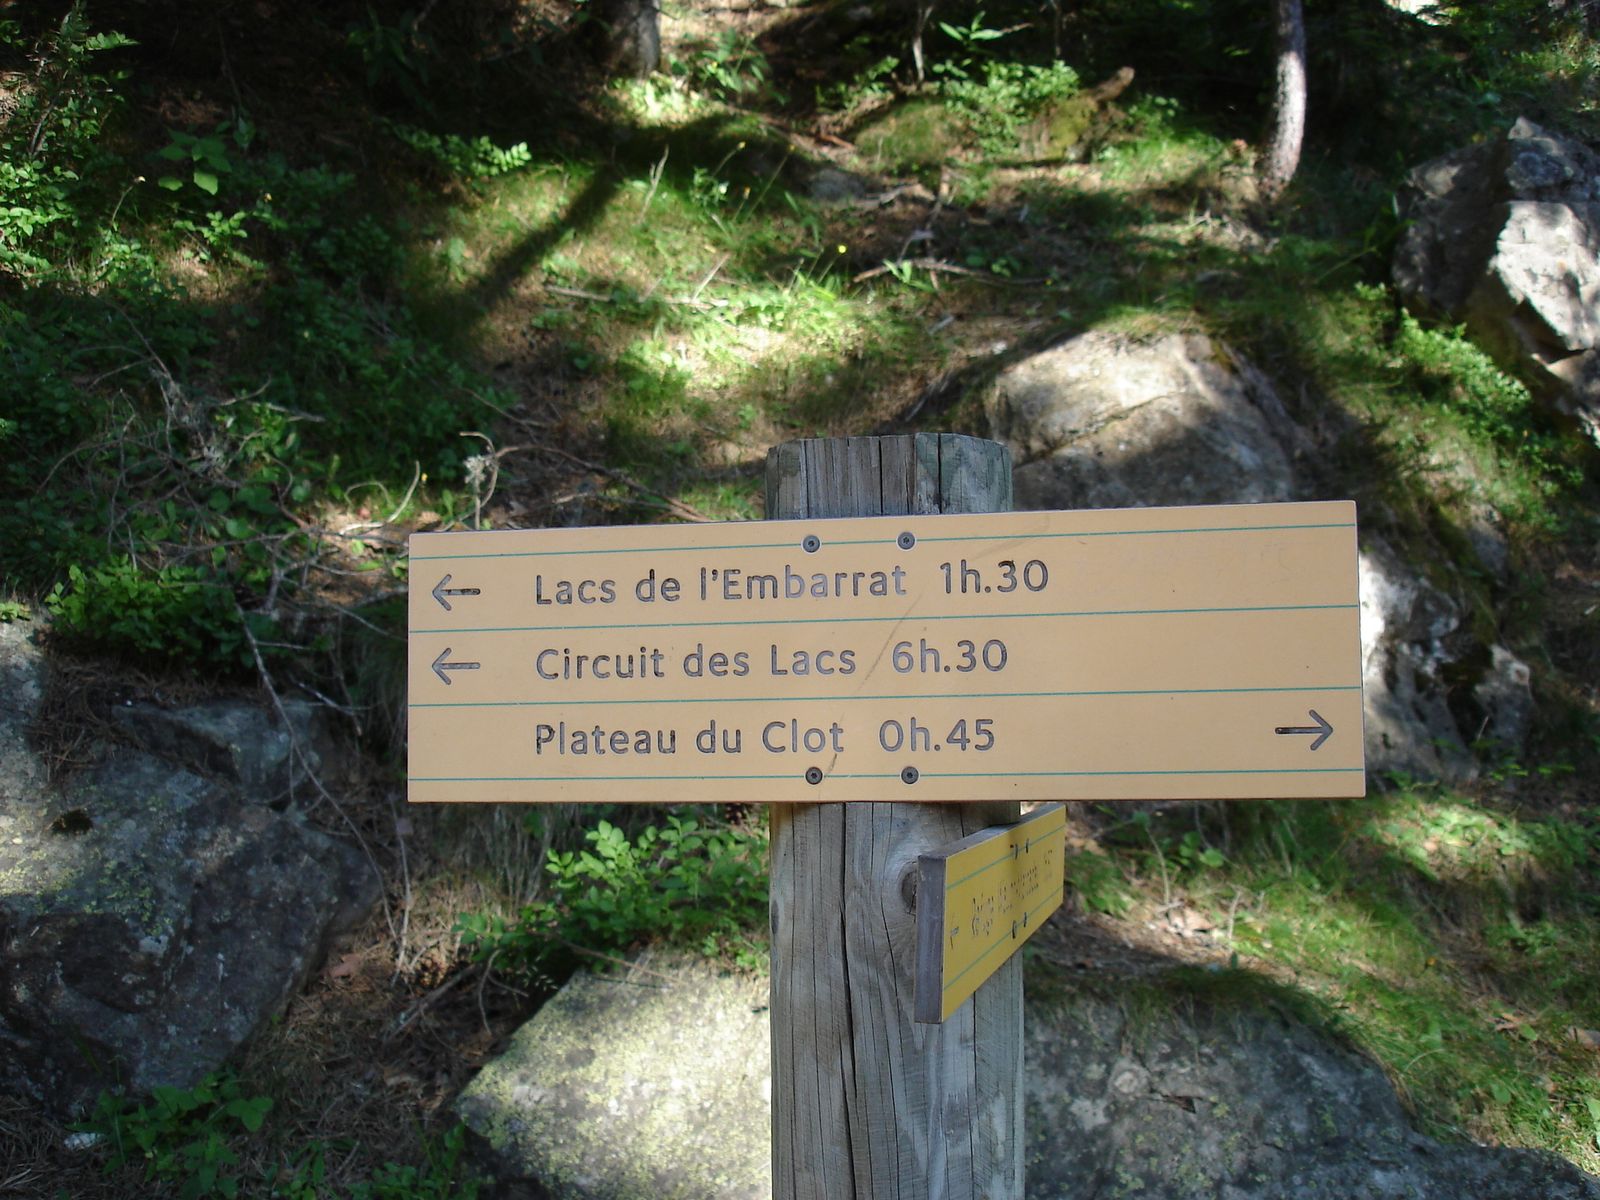 ← Lacs de l'Embarrat 1h.30
← Circuit des Lacs 6h.30
Plateau du Clot 0h.45 →